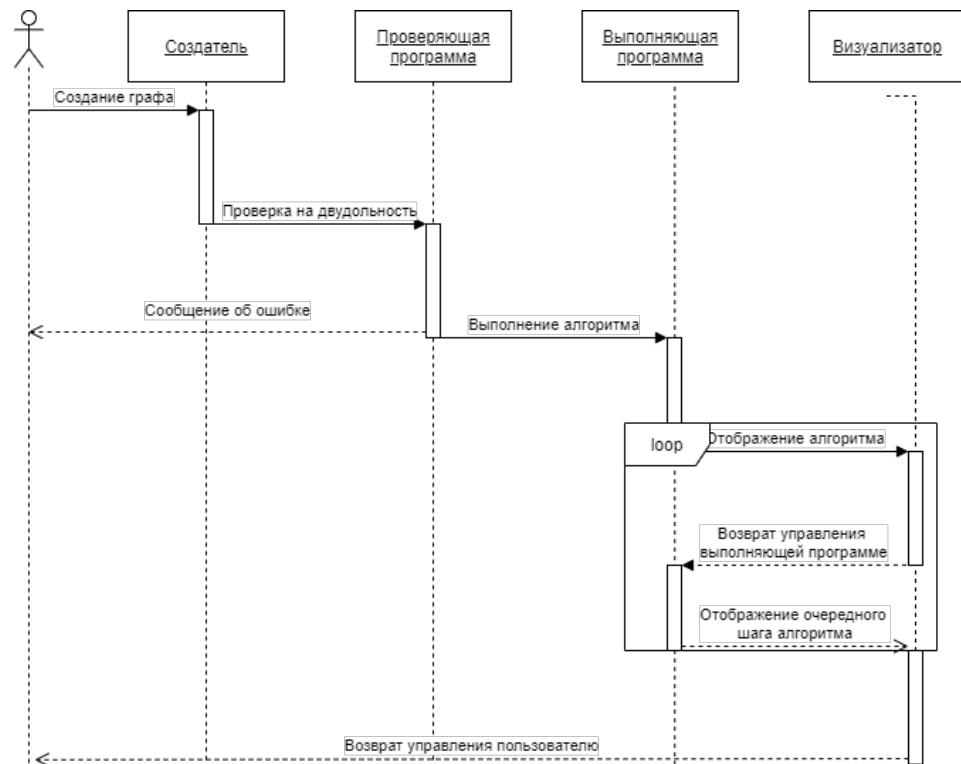 Создатель
Проверяющая
программа
Выполняющая
программа
Визуализатор
Создание графа
Проверка на двудольность
Сообщение об ошибке
Выполнение алгоритма
loop
Отображение алгоритма
Возврат управления
выполняющей программе
Отображение очередного
шага алгоритма
Возврат управления пользователю